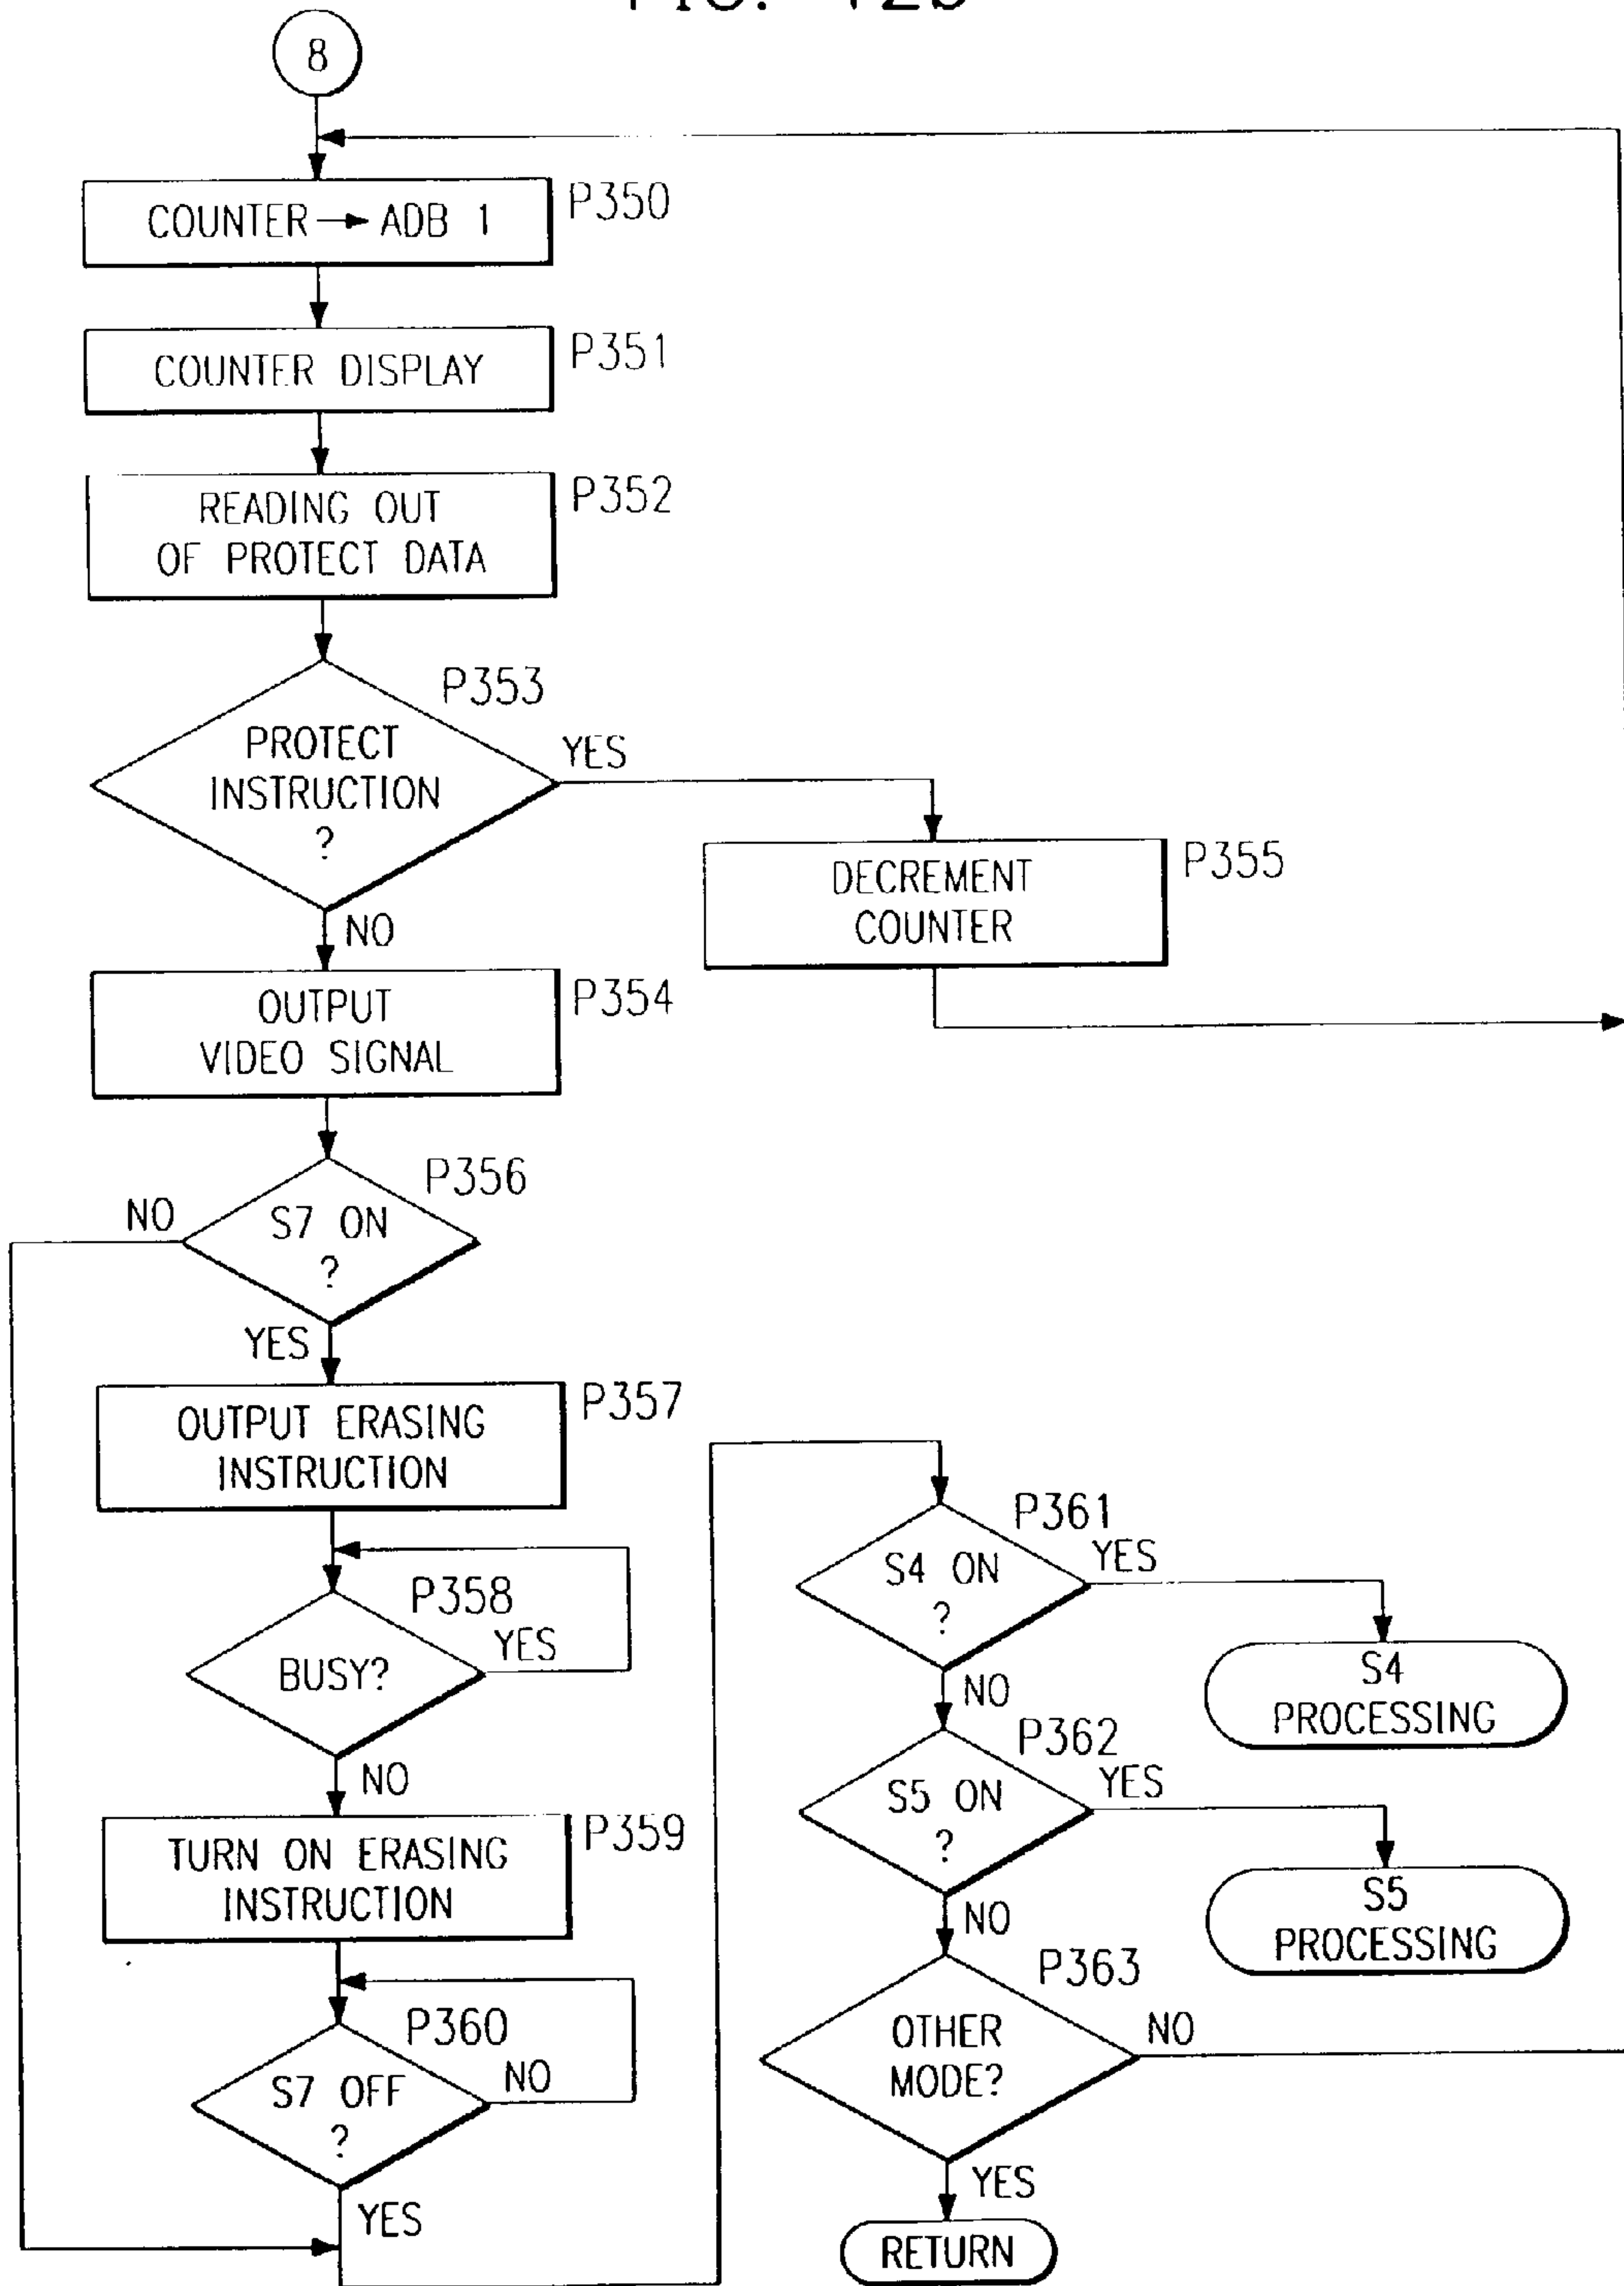 8
COUNTER → ADB 1
P350
COUNTER DISPLAY
P351
READING OUT
OF PROTECT DATA
P352
P353
PROTECT
INSTRUCTION
?
YES
NO
DECREMENT
COUNTER
P355
OUTPUT
VIDEO SIGNAL
P354
P356
S7 ON
?
NO
YES
OUTPUT ERASING
INSTRUCTION
P357
P358
BUSY?
YES
NO
TURN ON ERASING
INSTRUCTION
P359
P360
S7 OFF
?
NO
YES
P361
S4 ON
?
YES
NO
S4
PROCESSING
P362
S5 ON
?
YES
NO
S5
PROCESSING
P363
OTHER
MODE?
NO
YES
RETURN